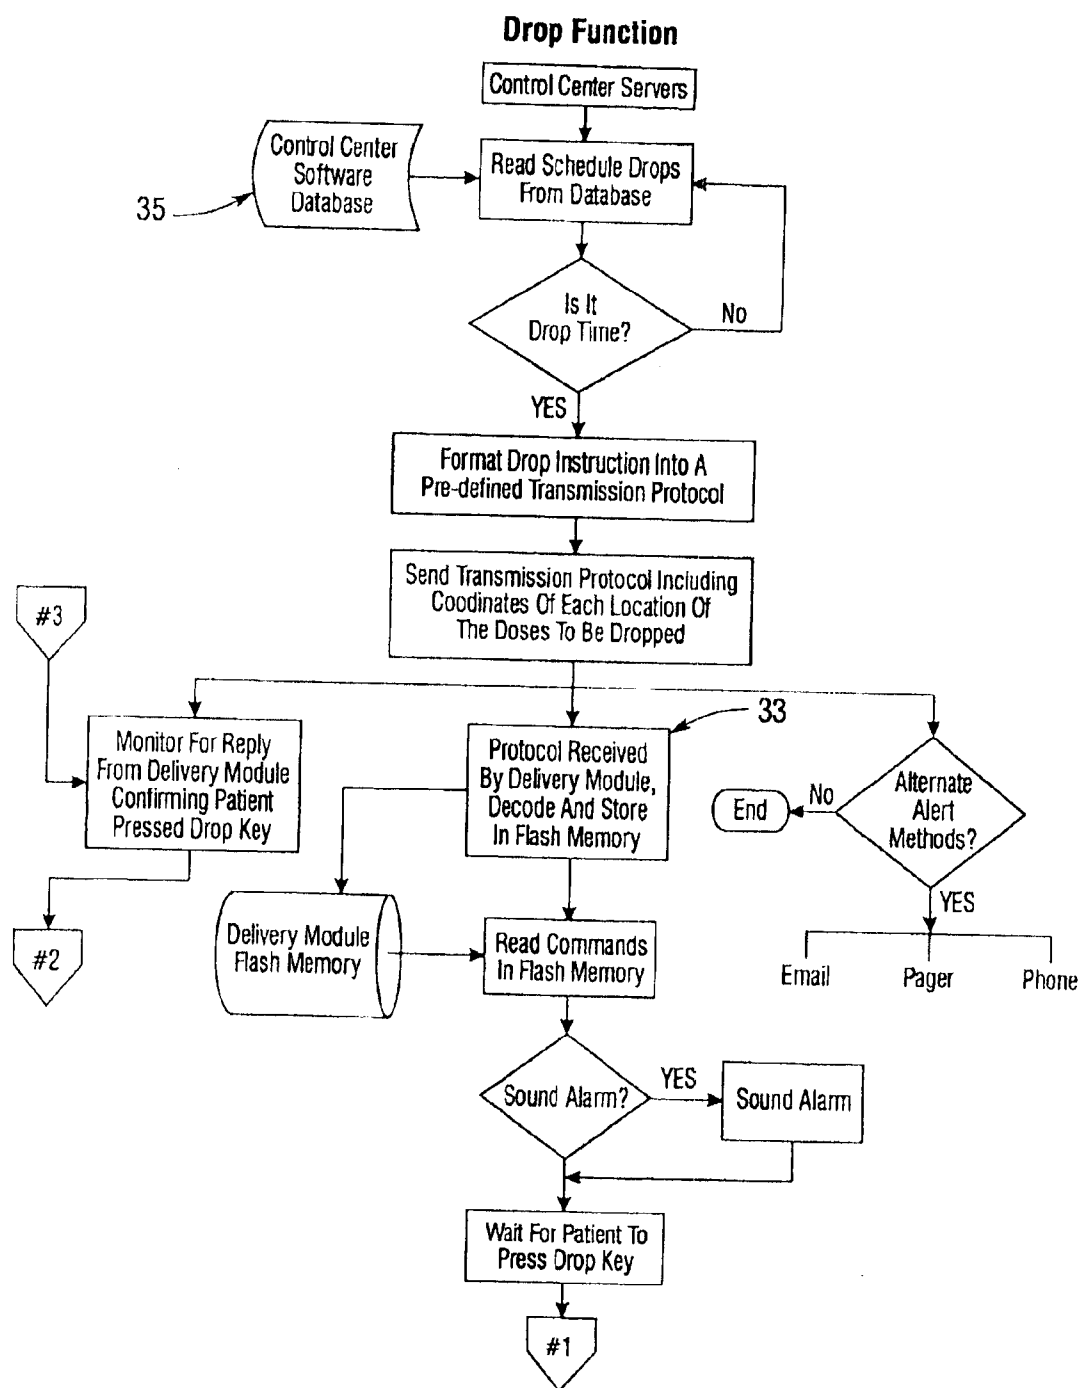 Drop Function
Control Center Servers
Control Center
Software
Database
35
Read Schedule Drops
From Database
Is It
Drop Time?
No
YES
Format Drop Instruction Into A
Pre-defined Transmission Protocol
Send Transmission Protocol Including
Coodinates Of Each Location Of
The Doses To Be Dropped
#3
33
Monitor For Reply
From Delivery Module
Confirming Patient
Pressed Drop Key
Protocol Received
By Delivery Module,
Decode And Store
In Flash Memory
Alternate
Alert
Methods?
No
End
YES
Email
Pager
Phone
#2
Delivery Module
Flash Memory
Read Commands
In Flash Memory
Sound Alarm?
YES
Sound Alarm
Wait For Patient To
Press Drop Key
#1